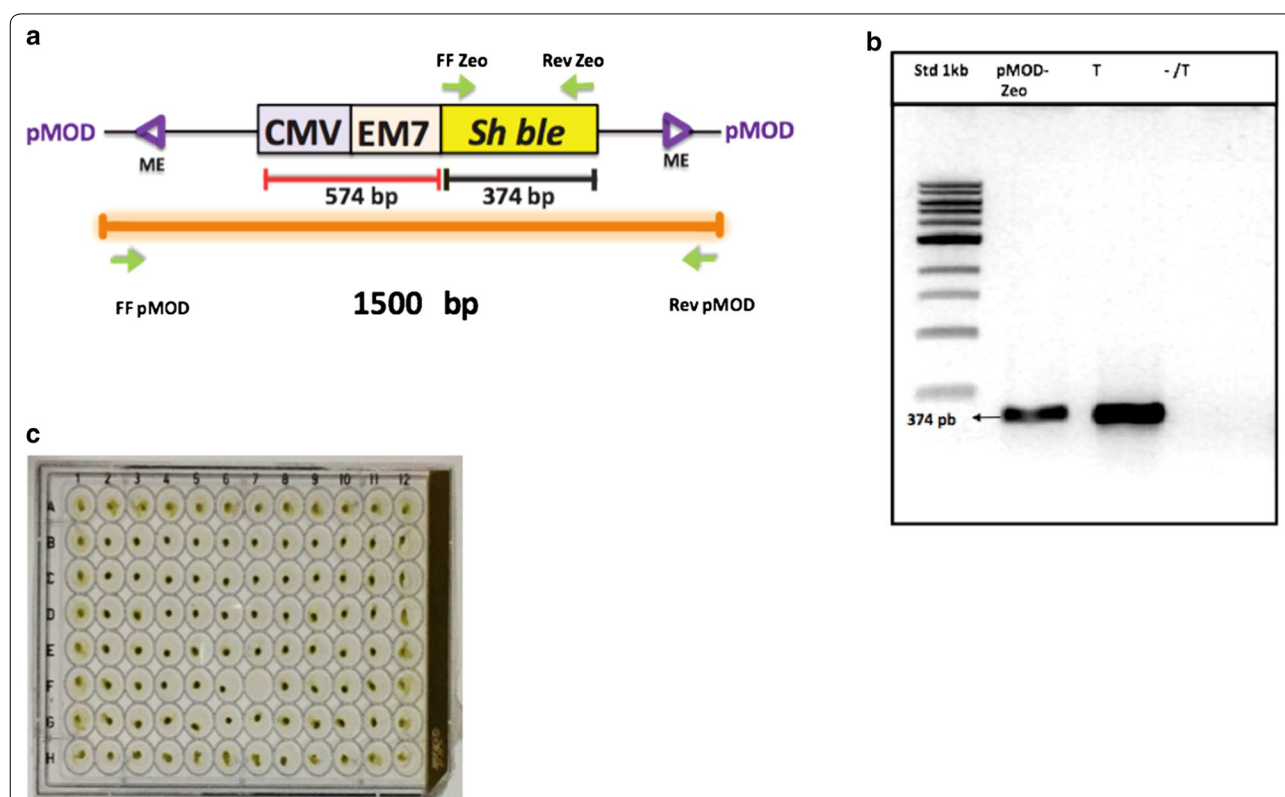 a
FF Zeo Rev Zeo
pMOD CMV EM7 Sh ble pMOD
ME ME
574 bp 374 bp
FF pMOD 1500 bp Rev pMOD
b
Std 1kb pMOD-Zeo T - /T
374 pb
c
1 2 3 4 5 6 7 8 9 10 11 12
A
B
C
D
E
F
G
H